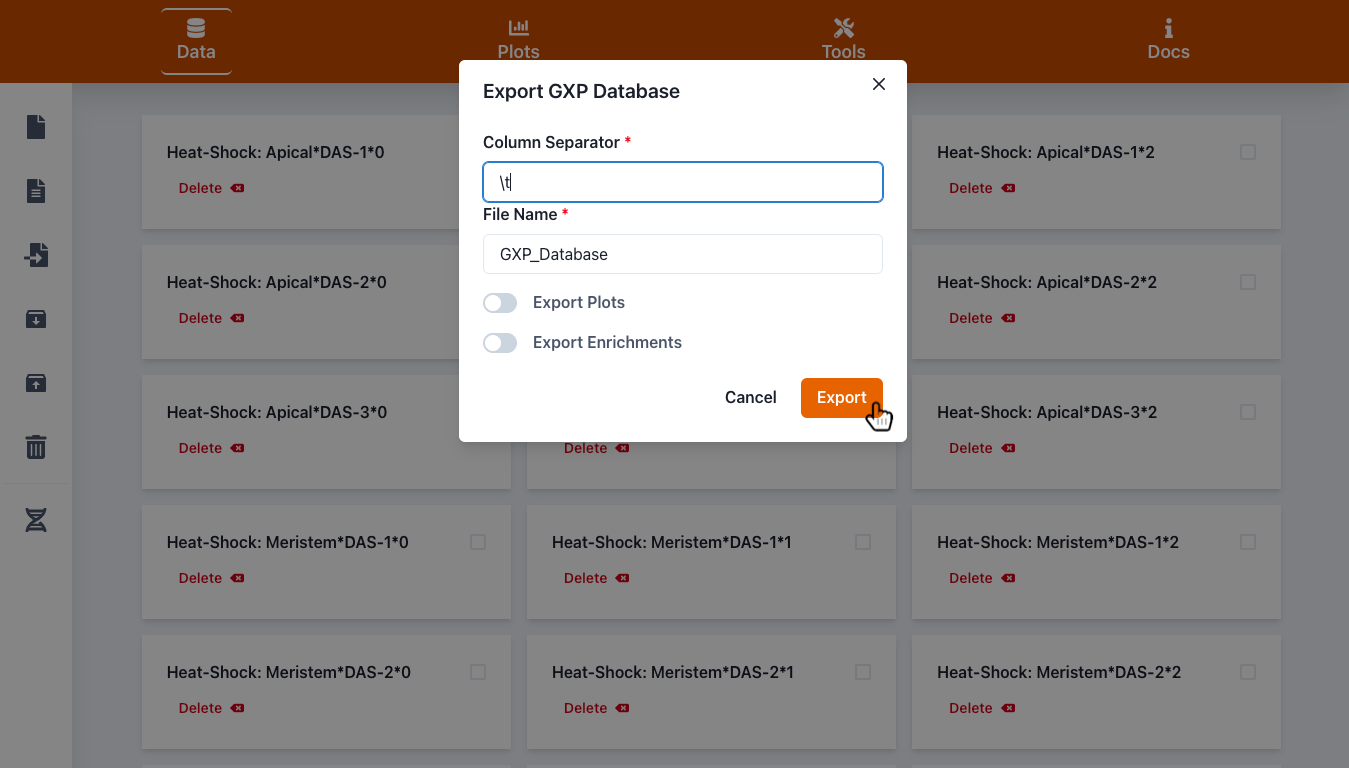 Data
Plots
Tools
Docs
Export GXP Database
Column Separator *
\t
File Name *
GXP_Database
Export Plots
Export Enrichments
Cancel
Export
Heat-Shock: Apical*DAS-1*0
Delete
Heat-Shock: Apical*DAS-1*2
Delete
Heat-Shock: Apical*DAS-2*0
Delete
Heat-Shock: Apical*DAS-2*2
Delete
Heat-Shock: Apical*DAS-3*0
Delete
Delete
Heat-Shock: Apical*DAS-3*2
Delete
Heat-Shock: Meristem*DAS-1*0
Delete
Heat-Shock: Meristem*DAS-1*1
Delete
Heat-Shock: Meristem*DAS-1*2
Delete
Heat-Shock: Meristem*DAS-2*0
Delete
Heat-Shock: Meristem*DAS-2*1
Delete
Heat-Shock: Meristem*DAS-2*2
Delete